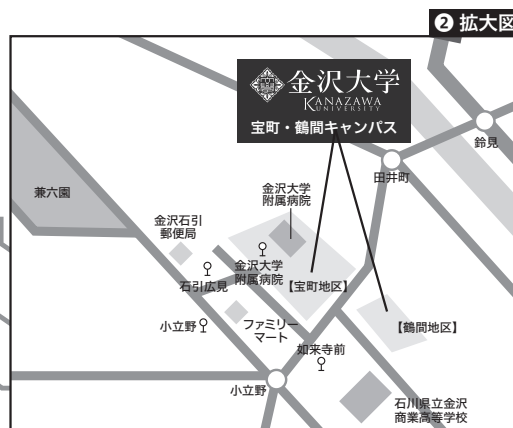 ❷ 拡大図
金沢大学
KANAZAWA
UNIVERSITY
宝町・鶴間キャンパス
鈴見
田井町
兼六園
金沢大学
附属病院
金沢石引
郵便局
金沢大学
附属病院
石引広見
【宝町地区】
小立野
ファミリー
マート
【鶴間地区】
如来寺前
小立野
石川県立金沢
商業高等学校